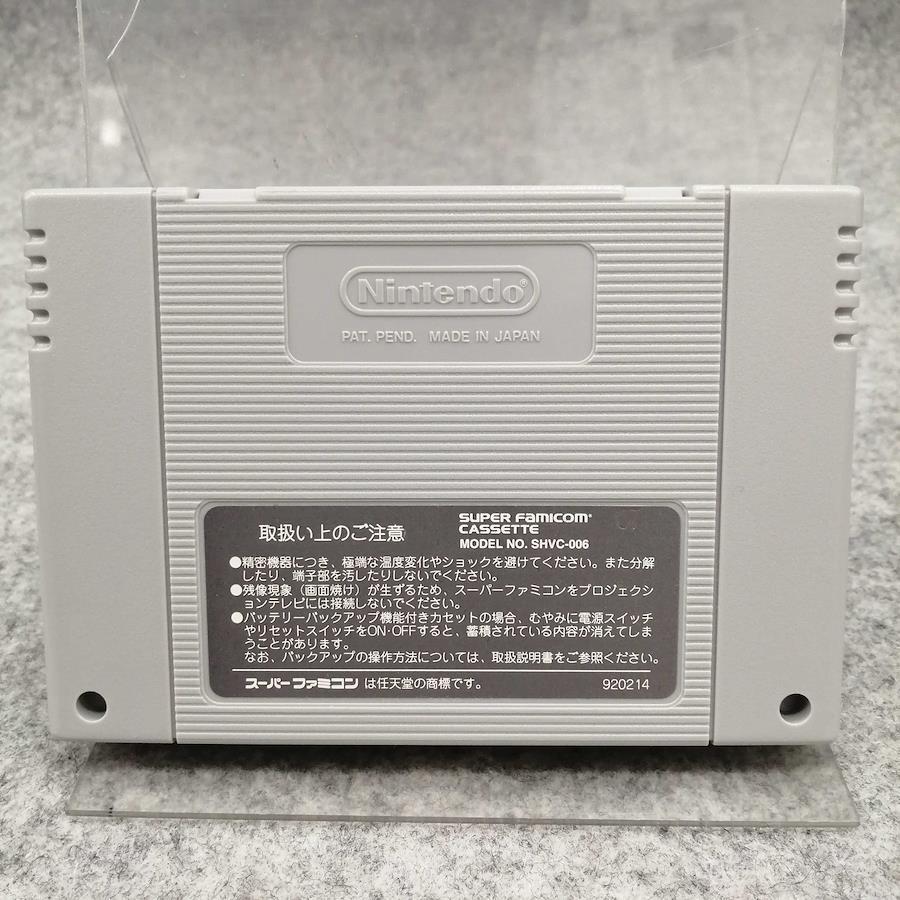 Nintendo®
PAT. PEND. MADE IN JAPAN
取扱い上のご注意
SUPER FAMICOM®
CASSETTE
MODEL NO. SHVC-006
●精密機器につき、極端な温度変化やショックを避けてください。また分解
したり、端子部を汚したりしないでください。
●残像現象（画面焼け）が生ずるため、スーパーファミコンをプロジェクシ
ョンテレビには接続しないでください。
●バッテリーバックアップ機能付きカセットの場合、むやみに電源スイッチ
やリセットスイッチをON・OFFすると、蓄積されている内容が消えてしま
うことがあります。
なお、バックアップの操作方法については、取扱説明書をご参照ください。
スーパーファミコン は任天堂の商標です。 920214